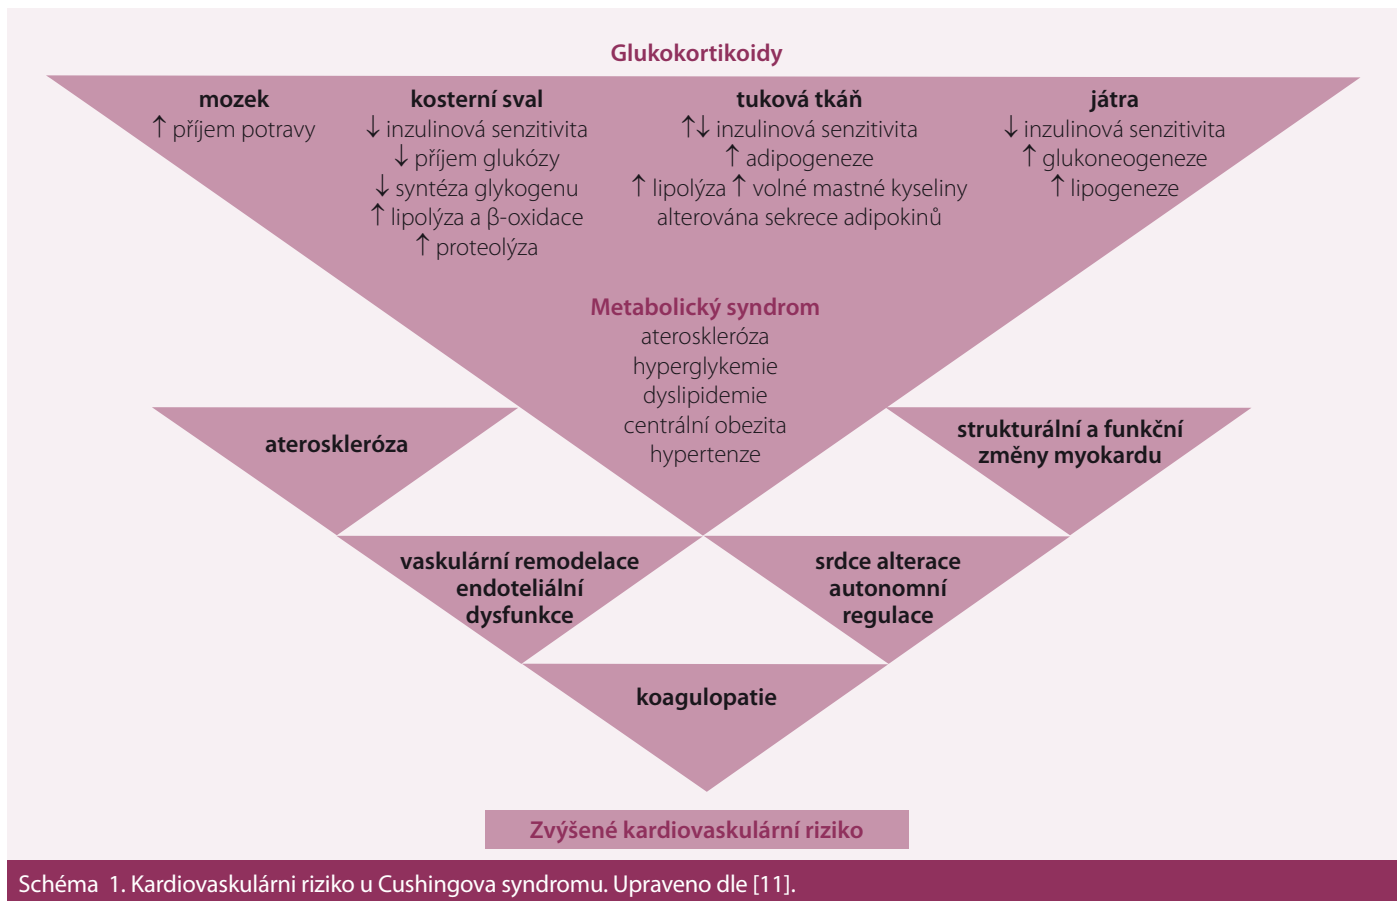 Glukokortikoidy
mozek
↑ příjem potravy
kosterní sval
↓ inzulinová senzitivita
↓ příjem glukózy
↓ syntéza glykogenu
↑ lipolýza a β-oxidace
↑ proteolýza
tuková tkáň
↑↓ inzulinová senzitivita
↑ adipogeneze
↑ lipolýza ↑ volné mastné kyseliny
alterována sekrece adipokinů
játra
↓ inzulinová senzitivita
↑ glukoneogeneze
↑ lipogeneze
Metabolický syndrom
ateroskleróza
hyperglykemie
dyslipidemie
centrální obezita
hypertenze
ateroskleróza
strukturální a funkční
změny myokardu
vaskulární remodelace
endoteliální
dysfunkce
srdce alterace
autonomní
regulace
koagulopatie
Zvýšené kardiovaskulární riziko
Schéma 1. Kardiovaskulárni riziko u Cushingova syndromu. Upraveno dle [11].